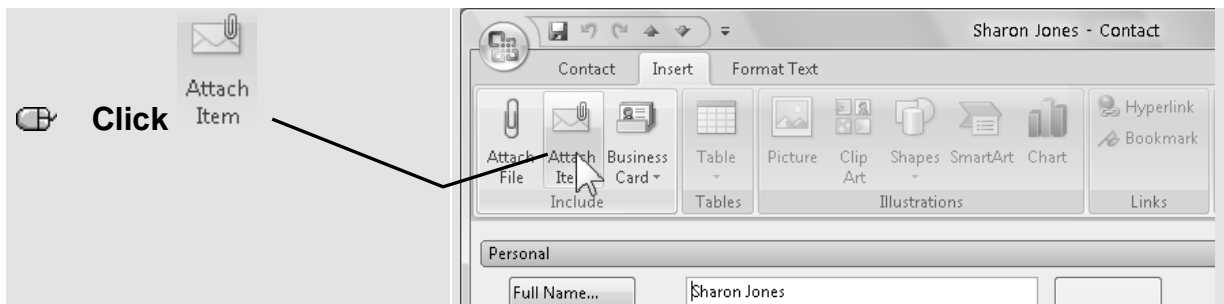 Attach
Item
Click
Sharon Jones - Contact
Contact Insert Format Text
Attach File
Attach Item
Business Card
Table
Picture
Clip Art
Shapes
SmartArt
Chart
Hyperlink
Bookmark
Include
Tables
Illustrations
Links
Personal
Full Name...
Sharon Jones